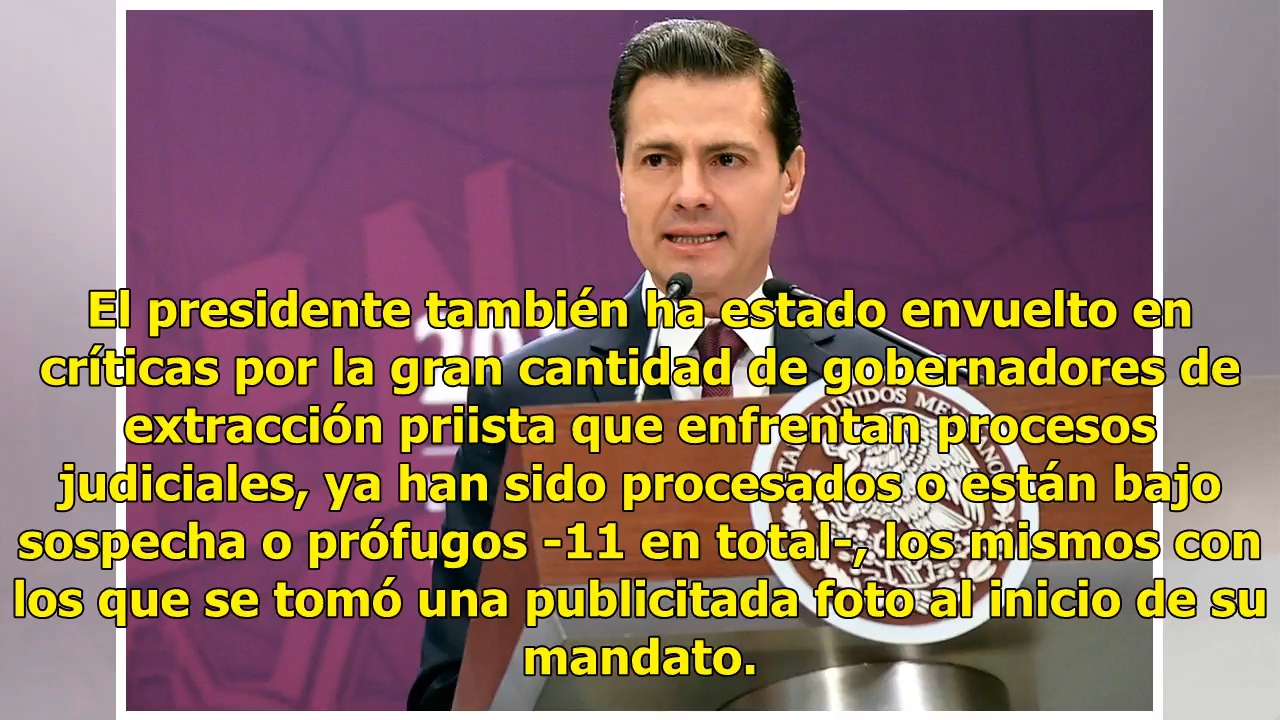 El presidente también ha estado envuelto en
críticas por la gran cantidad de gobernadores de
extracción priista que enfrentan procesos
judiciales, ya han sido procesados o están bajo
sospecha o prófugos -11 en total-, los mismos con
los que se tomó una publicitada foto al inicio de su
mandato.
UNIDOS